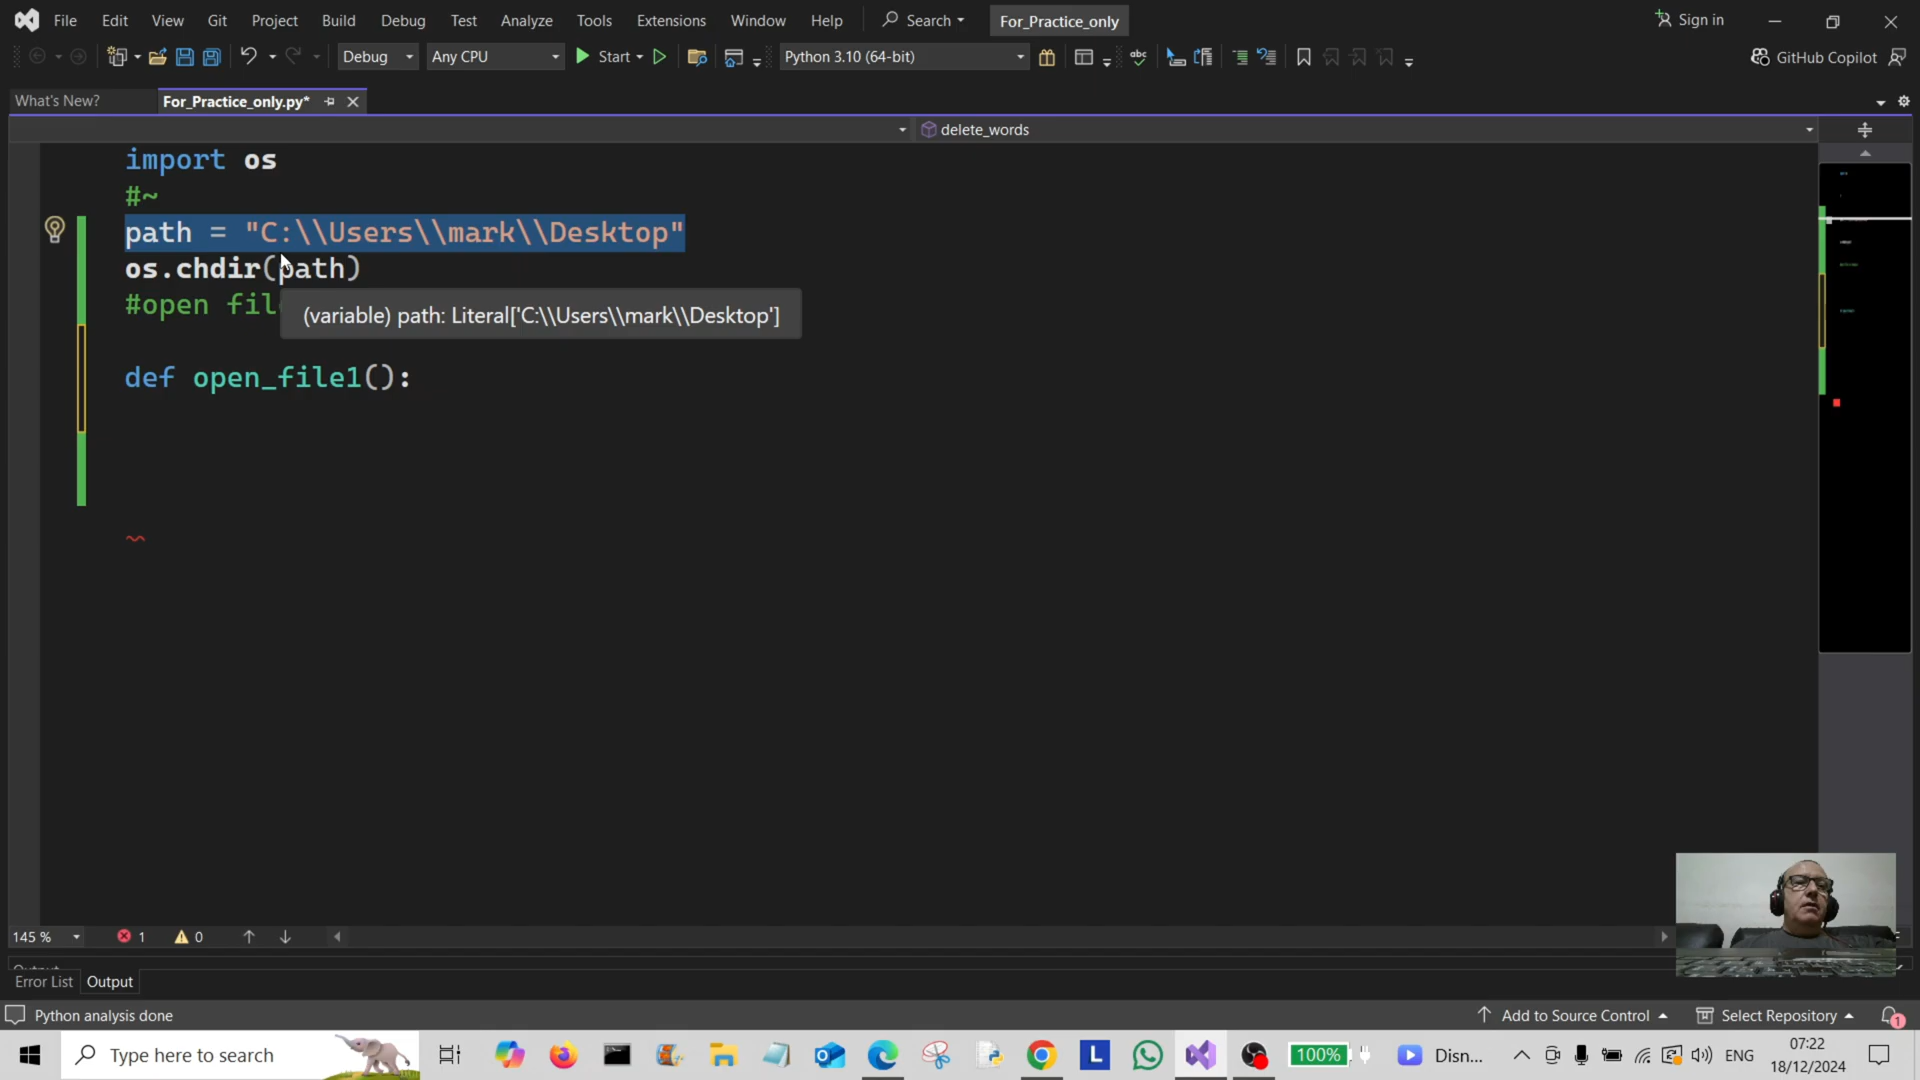 File Edit View Git Project Build Debug Test Analyze Tools Extensions Window Help Search For_Practice_only Sign in
Debug Any CPU Start Python 3.10 (64-bit) abc GitHub Copilot
What's New? For_Practice_only.py*
delete_words
import os
#~
path = "C:\\Users\\mark\\Desktop"
os.chdir(path)
#open fil
(variable) path: Literal['C:\\Users\\mark\\Desktop']
def open_file1():
145 % 1 0
Output
Error List Output
Python analysis done Add to Source Control Select Repository 1
Type here to search L 100% Disn... ENG 07:22
18/12/2024